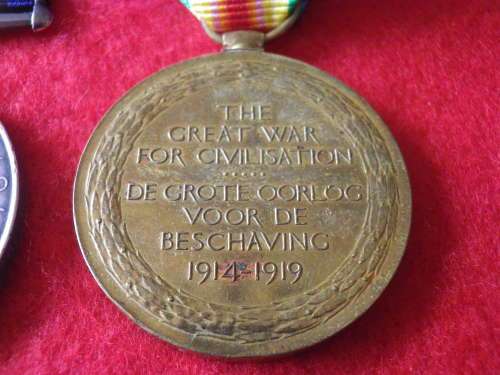 THE
GREAT WAR
FOR CIVILISATION
.....
DE GROTE OORLOG
VOOR DE
BESCHAVING
1914-1919